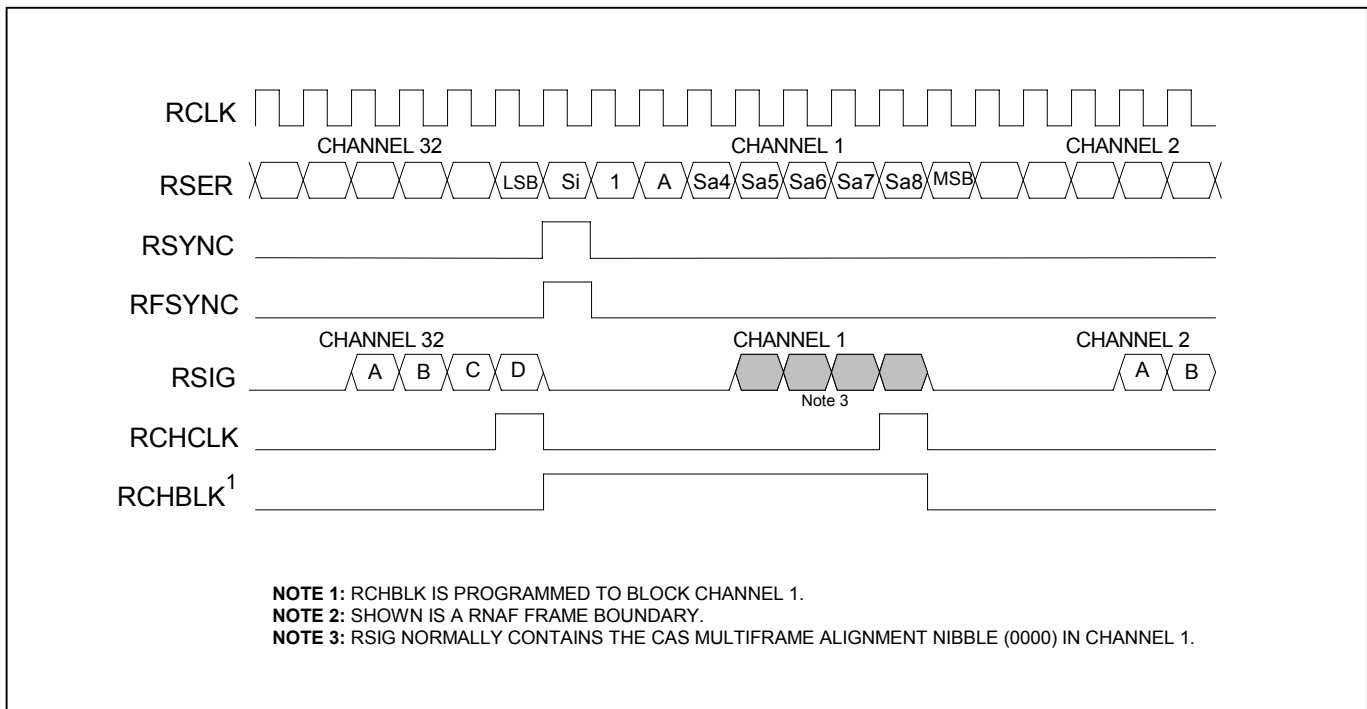 RCLK
CHANNEL 32 CHANNEL 1 CHANNEL 2
RSER LSB Si 1 A Sa4 Sa5 Sa6 Sa7 Sa8 MSB
RSYNC
RFSYNC
CHANNEL 32 CHANNEL 1 CHANNEL 2
RSIG A B C D A B
Note 3
RCHCLK
RCHBLK1
NOTE 1: RCHBLK IS PROGRAMMED TO BLOCK CHANNEL 1.
NOTE 2: SHOWN IS A RNAF FRAME BOUNDARY.
NOTE 3: RSIG NORMALLY CONTAINS THE CAS MULTIFRAME ALIGNMENT NIBBLE (0000) IN CHANNEL 1.